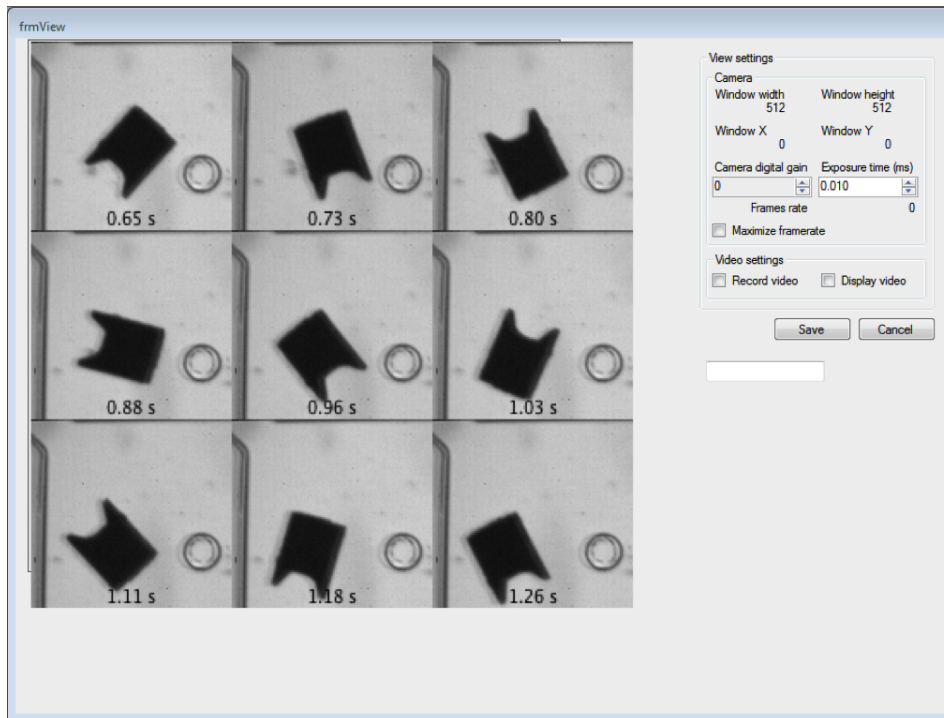 frmView
0.65 s 0.73 s 0.80 s
0.88 s 0.96 s 1.03 s
1.11 s 1.18 s 1.26 s
View settings
Camera
Window width Window height
512 512
Window X Window Y
0 0
Camera digital gain Exposure time (ms)
0 0.010
Frames rate 0
Maximize framerate
Video settings
Record video Display video
Save Cancel